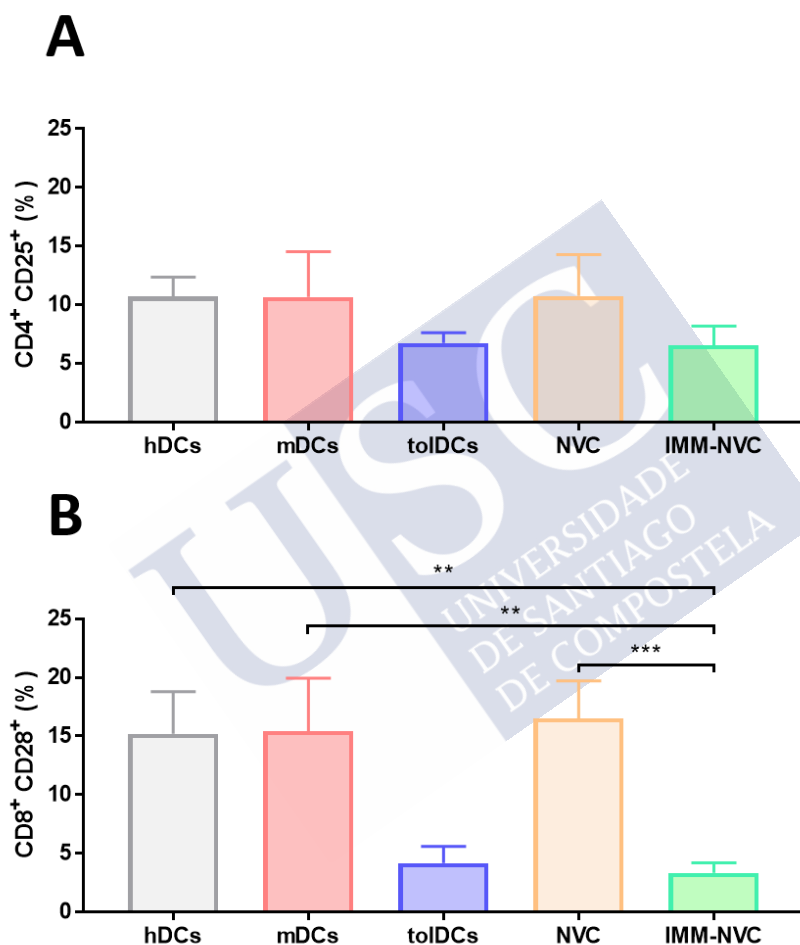 A
25
20
15
10
5
0
CD4+ CD25+ (%)
hDCs mDCs tolDCs NVC IMM-NVC
B
**
**
***
25
20
15
10
5
0
CD8+ CD28+ (%)
hDCs mDCs tolDCs NVC IMM-NVC
USC
UNIVERSIDADE
DE SANTIAGO
DE COMPOSTELA